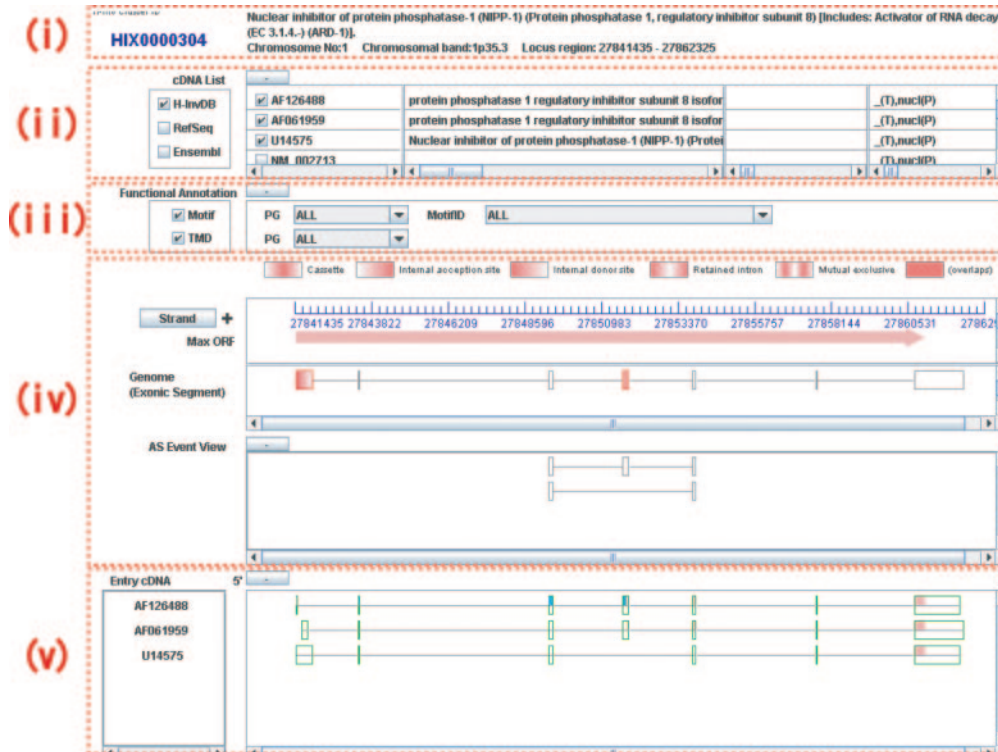 (i)
HIX0000304
Nuclear inhibitor of protein phosphatase-1 (NIPP-1) (Protein phosphatase 1, regulatory inhibitor subunit 8) [Includes: Activator of RNA decay
(EC 3.1.4.-) (ARD-1)].
Chromosome No:1 Chromosomal band:1p35.3 Locus region: 27841435 - 27862325
(ii)
cDNA List
-
H-InvDB
RefSeq
Ensembl
AF126488 protein phosphatase 1 regulatory inhibitor subunit 8 isofor _(T),nucl(P)
AF061959 protein phosphatase 1 regulatory inhibitor subunit 8 isofor _(T),nucl(P)
U14575 Nuclear inhibitor of protein phosphatase-1 (NIPP-1) (Protei _(T),nucl(P)
NM_002713 _(T),nucl(P)
(iii)
Functional Annotation
-
Motif PG ALL MotifID ALL
TMD PG ALL
(iv)
Cassette Internal acception site Internal donor site Retained intron Mutual exclusive (overlaps)
Strand +
27841435 27843822 27846209 27848596 27850983 27853370 27855757 27858144 27860531 278629
Max ORF
Genome
(Exonic Segment)
AS Event View
-
(v)
Entry cDNA 5'
-
AF126488
AF061959
U14575